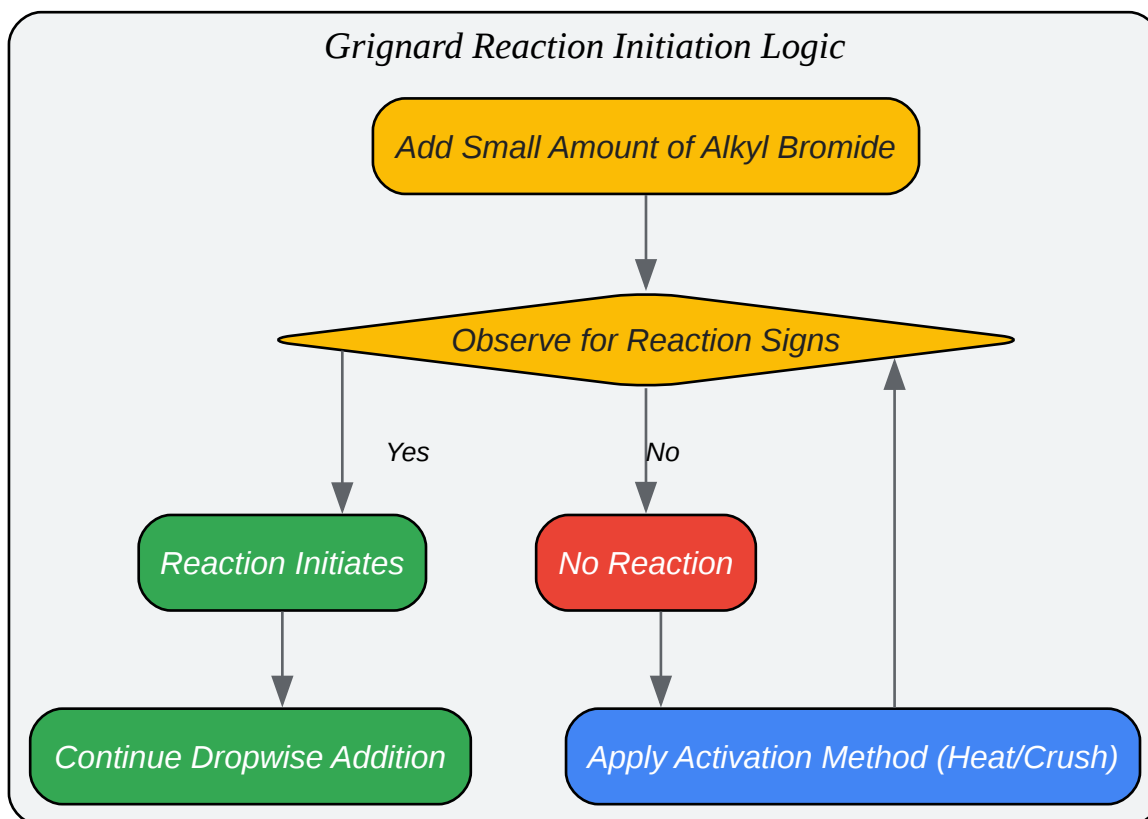 Grignard Reaction Initiation Logic
Add Small Amount of Alkyl Bromide
Observe for Reaction Signs
Yes
No
Reaction Initiates
No Reaction
Continue Dropwise Addition
Apply Activation Method (Heat/Crush)